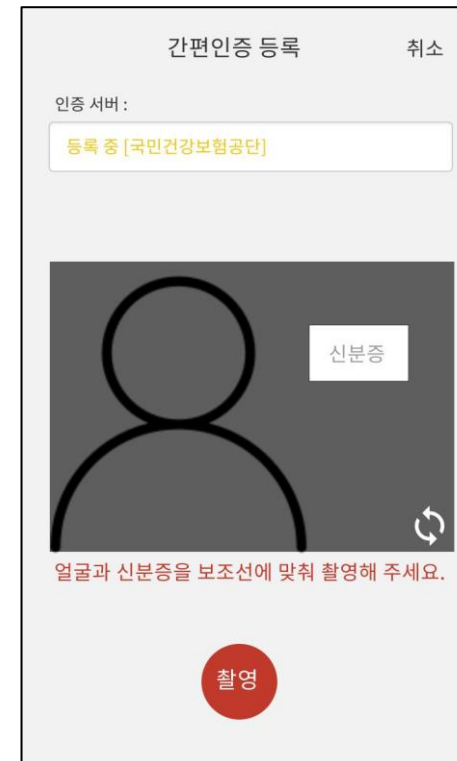 간편인증 등록 취소
인증 서버 :
등록 중 [국민건강보험공단]
신분증
얼굴과 신분증을 보조선에 맞춰 촬영해 주세요.
촬영